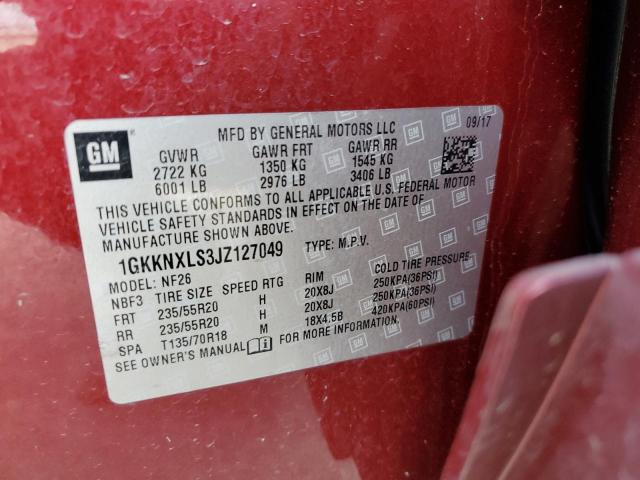 MFD BY GENERAL MOTORS LLC 09/17
GM
GVWR GAWR FRT GAWR RR
2722 KG 1350 KG 1545 KG
6001 LB 2976 LB 3406 LB
THIS VEHICLE CONFORMS TO ALL APPLICABLE U.S. FEDERAL MOTOR
VEHICLE SAFETY STANDARDS IN EFFECT ON THE DATE OF
MANUFACTURE SHOWN ABOVE.
1GKKNXLS3JZ127049 TYPE: M.P.V.
MODEL: NF26
NBF3 TIRE SIZE SPEED RTG RIM COLD TIRE PRESSURE
FRT 235/55R20 H 20X8J 250KPA(36PSI)
RR 235/55R20 H 20X8J 250KPA(36PSI)
SPA T135/70R18 M 18X4.5B 420KPA(60PSI)
SEE OWNER'S MANUAL FOR MORE INFORMATION.